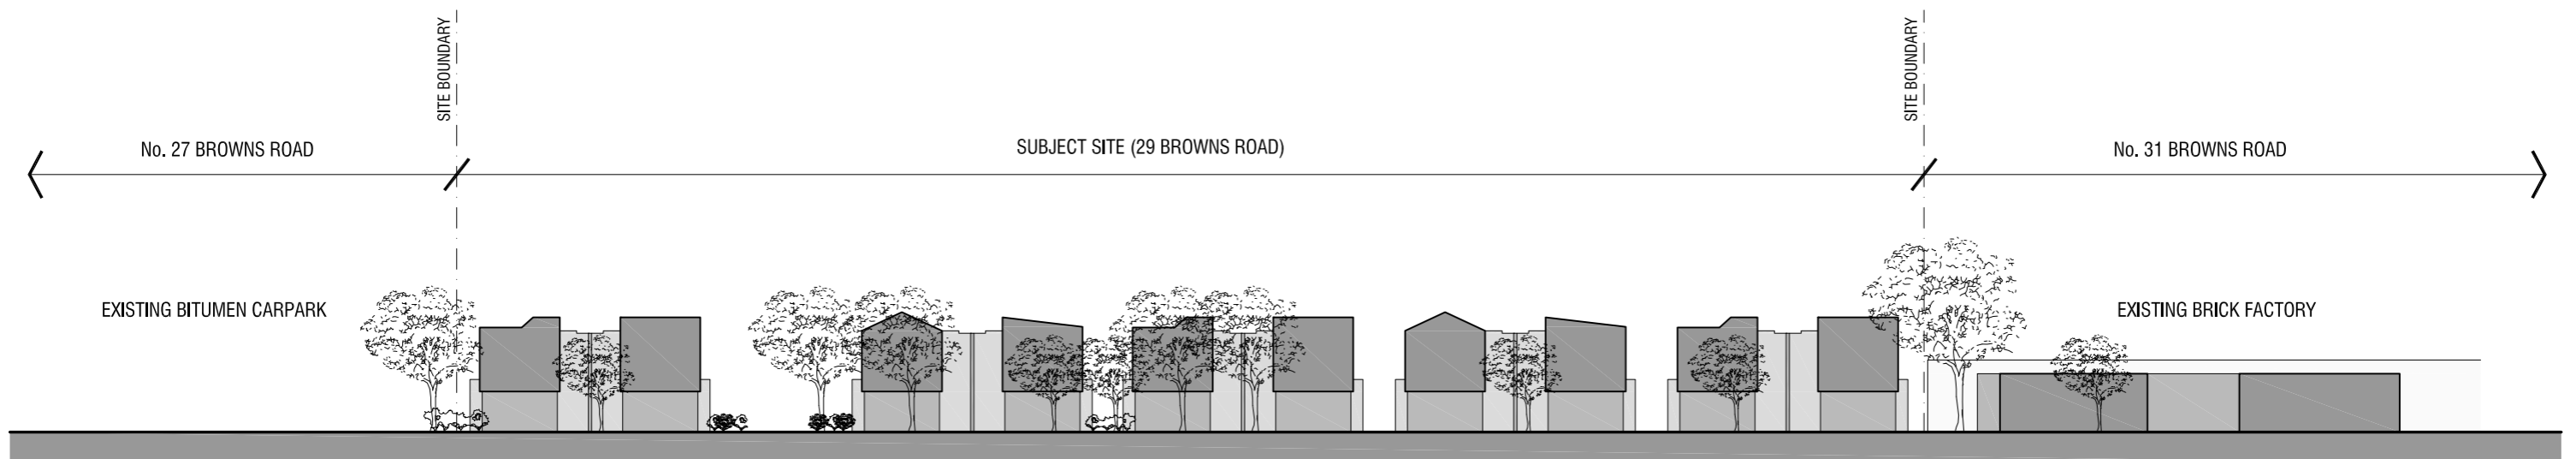 SITE BOUNDARY
SITE BOUNDARY
No. 27 BROWNS ROAD
SUBJECT SITE (29 BROWNS ROAD)
No. 31 BROWNS ROAD
EXISTING BITUMEN CARPARK
EXISTING BRICK FACTORY